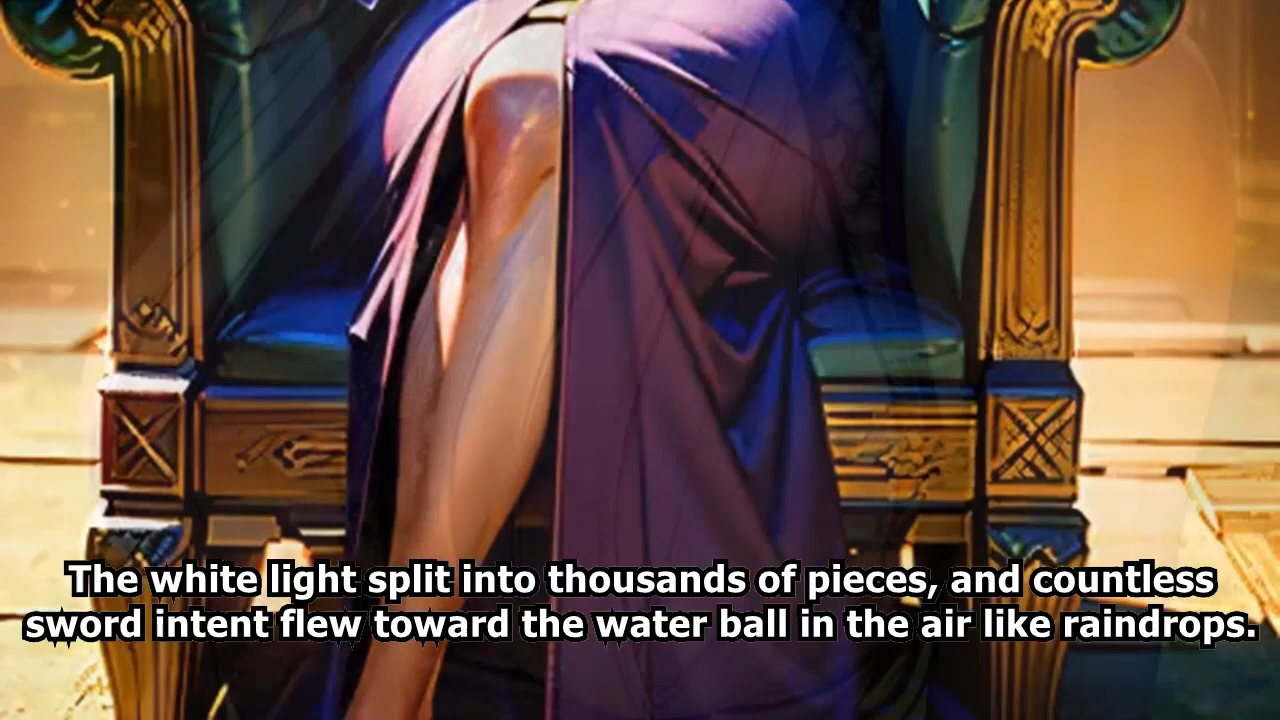 The white light split into thousands of pieces, and countless
sword intent flew toward the water ball in the air like raindrops.